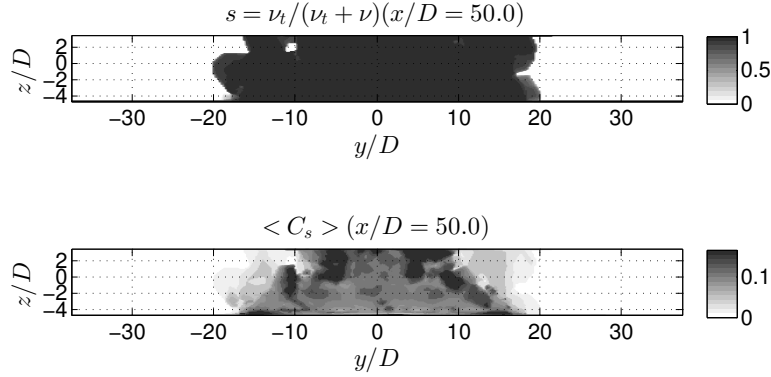 s = ν_t/(ν_t + ν)(x/D = 50.0)
z/D
2
0
−2
−4
−30 −20 −10 0 10 20 30
y/D
1
0.5
0
< C_s > (x/D = 50.0)
z/D
2
0
−2
−4
−30 −20 −10 0 10 20 30
y/D
0.1
0